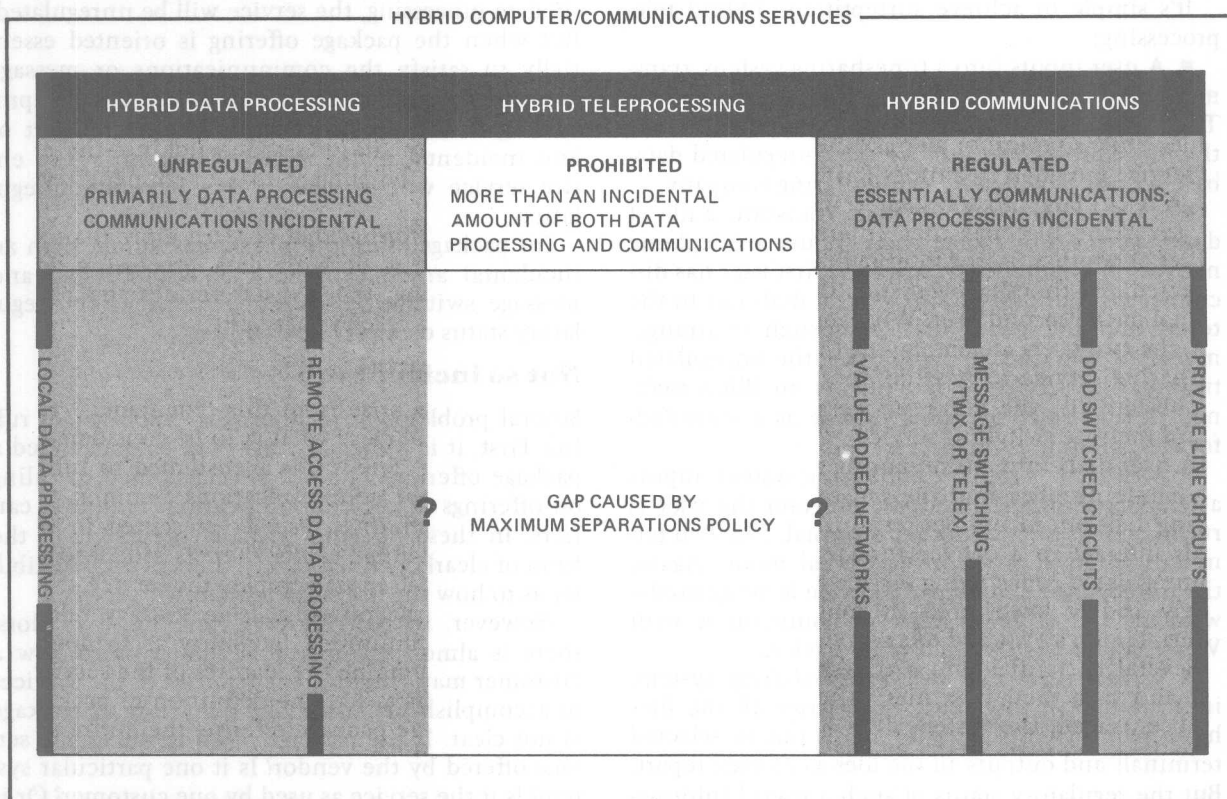 HYBRID COMPUTER/COMMUNICATIONS SERVICES
HYBRID DATA PROCESSING
HYBRID TELEPROCESSING
HYBRID COMMUNICATIONS
UNREGULATED
PRIMARILY DATA PROCESSING
COMMUNICATIONS INCIDENTAL
PROHIBITED
MORE THAN AN INCIDENTAL
AMOUNT OF BOTH DATA
PROCESSING AND COMMUNICATIONS
REGULATED
ESSENTIALLY COMMUNICATIONS;
DATA PROCESSING INCIDENTAL
LOCAL DATA PROCESSING
REMOTE ACCESS DATA PROCESSING
?
GAP CAUSED BY
MAXIMUM SEPARATIONS POLICY
?
VALUE ADDED NETWORKS
MESSAGE SWITCHING
(TWX OR TELEX)
DDD SWITCHED CIRCUITS
PRIVATE LINE CIRCUITS